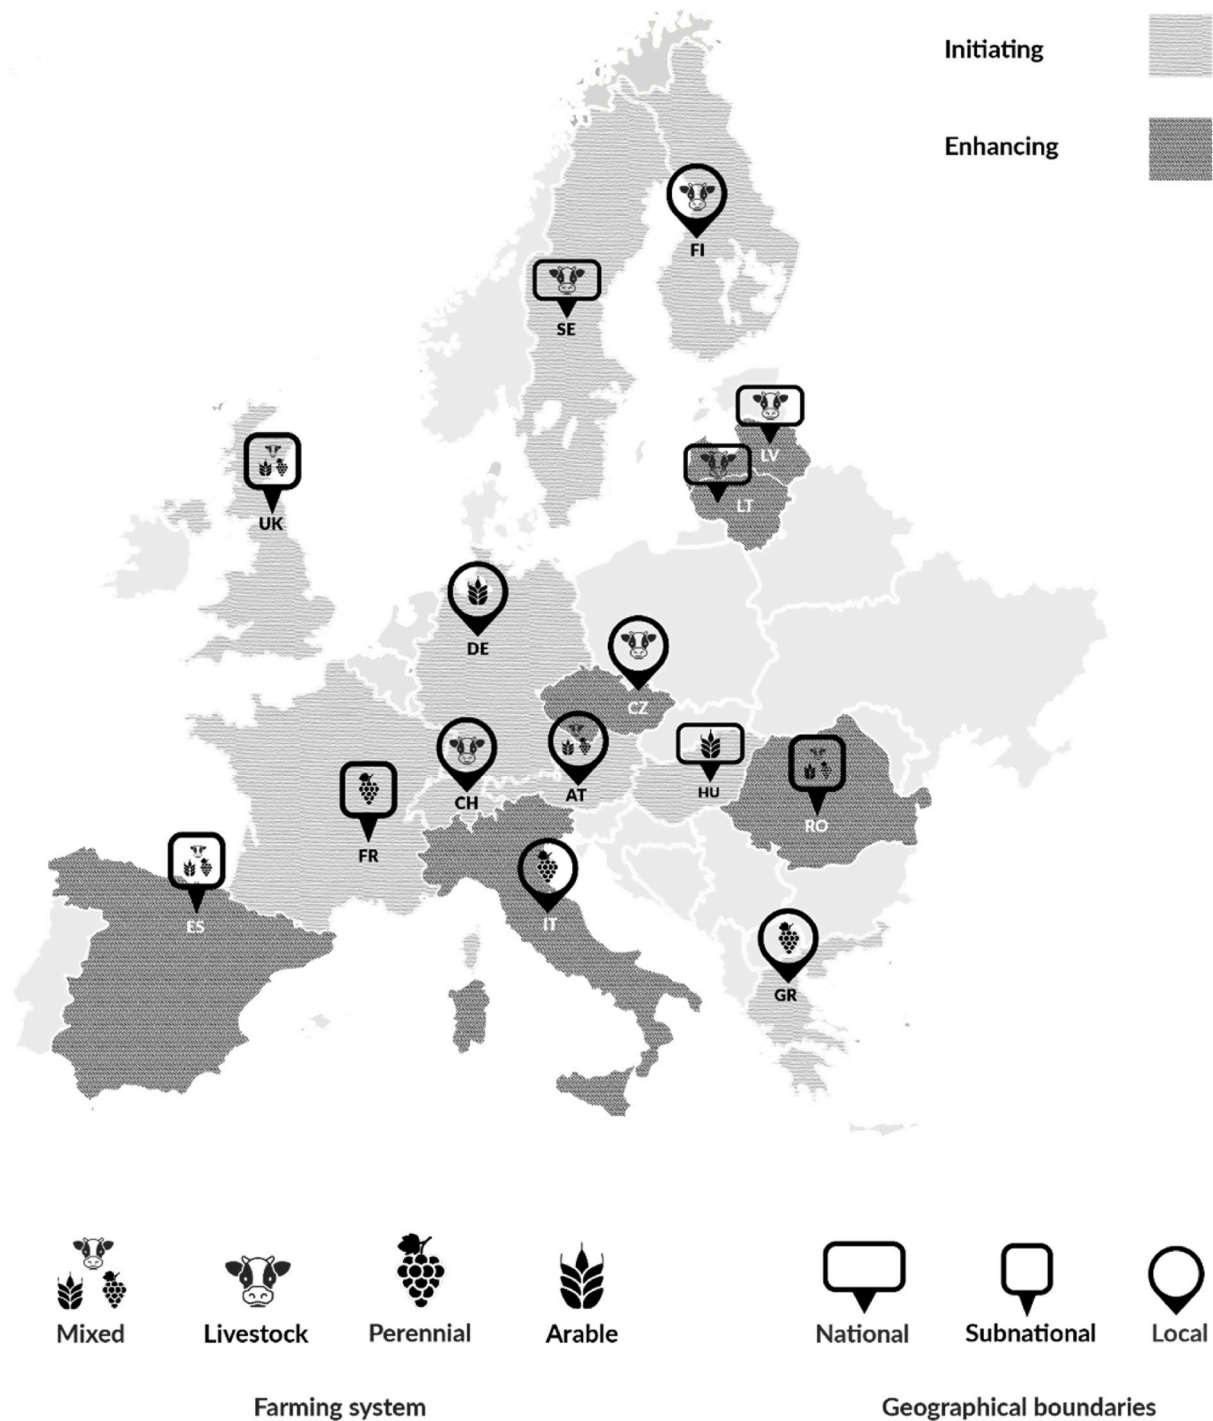 Initiating
Enhancing
FI
SE
LV
LT
UK
DE
CZ
CH
AT
HU
FR
RO
ES
IT
GR
Mixed
Livestock
Perennial
Arable
National
Subnational
Local
Farming system
Geographical boundaries